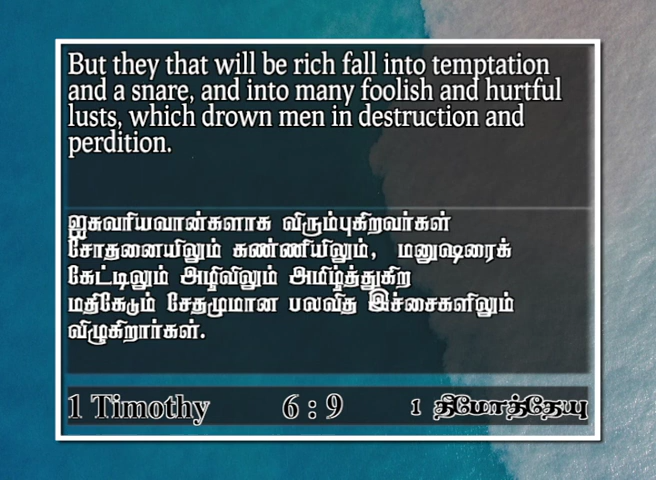 But they that will be rich fall into temptation
and a snare, and into many foolish and hurtful
lusts, which drown men in destruction and
perdition.
ஐசுவரியவான்களாக விரும்புகிறவர்கள்
சோதனையிலும் கண்ணியிலும், மனுஷரைக்
கேட்டிலும் அழிவிலும் அமிழ்த்துகிற
மதிகேடும் சேதமுமான பலவித இச்சைகளிலும்
விழுகிறார்கள்.
1 Timothy 6 : 9 1 தீமோத்தேயு